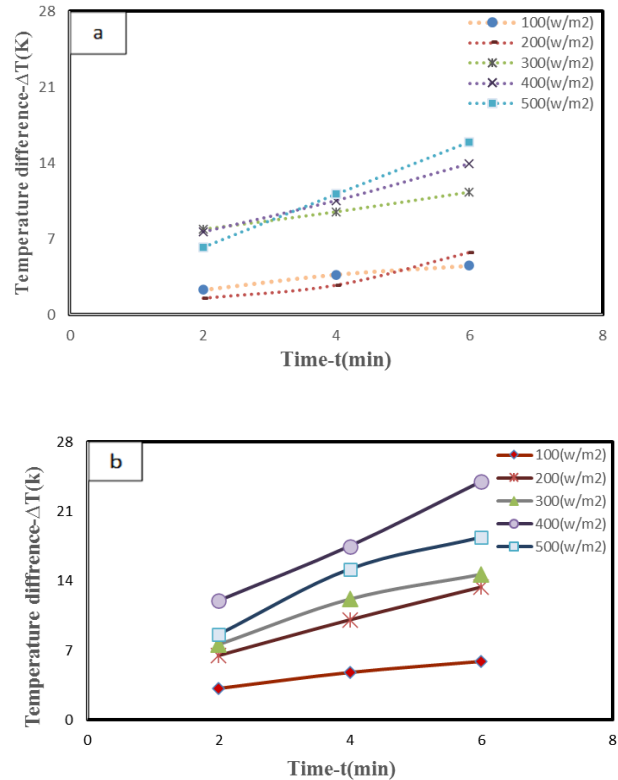 a
28
21
14
7
0
Temperature difference-ΔT(K)
100(w/m2)
200(w/m2)
300(w/m2)
400(w/m2)
500(w/m2)
0 2 4 6 8
Time-t(min)
b
28
21
14
7
0
Temperature diffrence-ΔT(k)
100(w/m2)
200(w/m2)
300(w/m2)
400(w/m2)
500(w/m2)
0 2 4 6 8
Time-t(min)